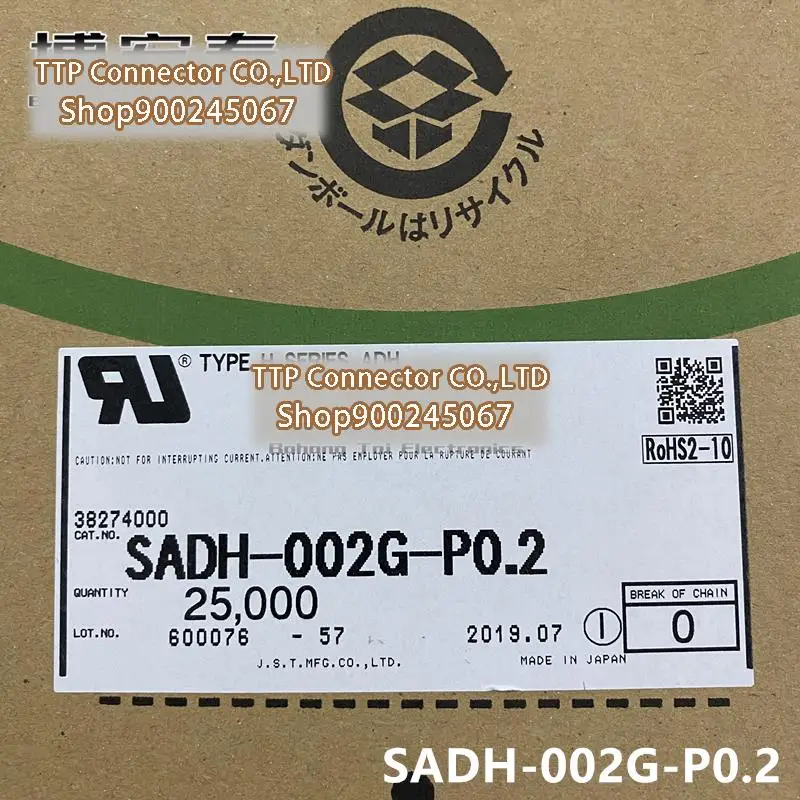 TTP Connector CO.,LTD
Shop900245067
ダンボールはリサイクル
® TYPE H SERIES ADH
TTP Connector CO.,LTD
Shop900245067
CAUTION:NOT FOR INTERRUPTING CURRENT.ATTENTION:NE PAS EMPLOYER POUR LA RUPTURE DE COURANT
RoHS2-10
38274000
CAT.NO. SADH-002G-P0.2
QUANTITY 25,000
BREAK OF CHAIN
LOT.NO. 600076 - 57 2019.07 ① 0
J.S.T.MFG.CO.,LTD. MADE IN JAPAN
SADH-002G-P0.2